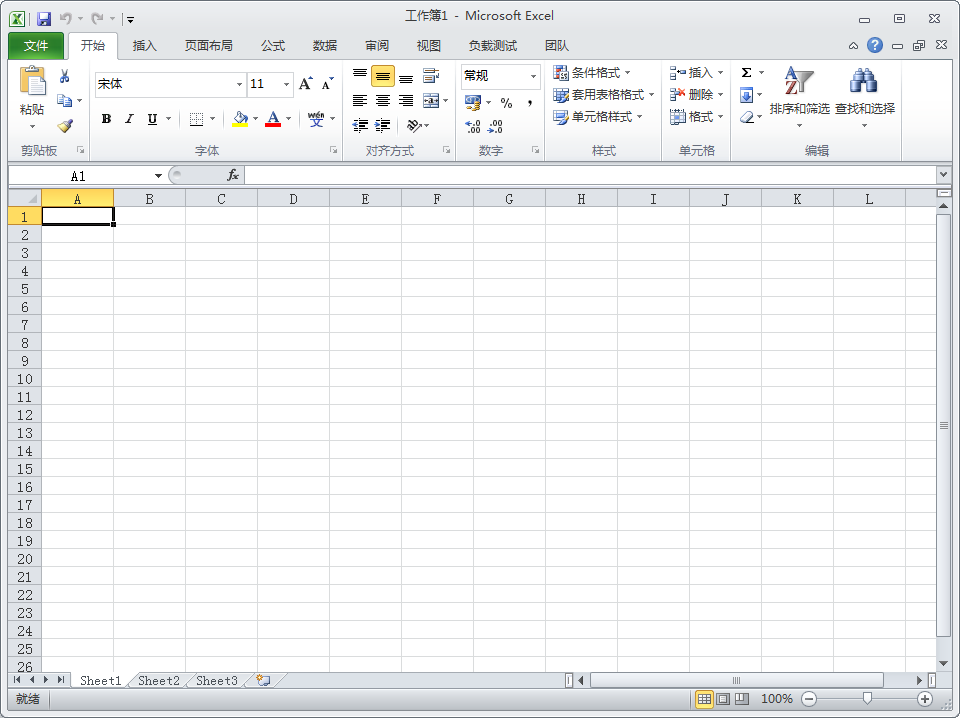 工作簿1 - Microsoft Excel
文件 开始 插入 页面布局 公式 数据 审阅 视图 负载测试 团队
宋体 11 A A 常规 条件格式 插入 Σ
粘贴 套用表格格式 删除 排序和筛选 查找和选择
B I U A 文 % , 单元格样式 格式
剪贴板 字体 对齐方式 数字 样式 单元格 编辑
A1 fx
A B C D E F G H I J K L
1
2
3
4
5
6
7
8
9
10
11
12
13
14
15
16
17
18
19
20
21
22
23
24
25
26
Sheet1 Sheet2 Sheet3
就绪 100%